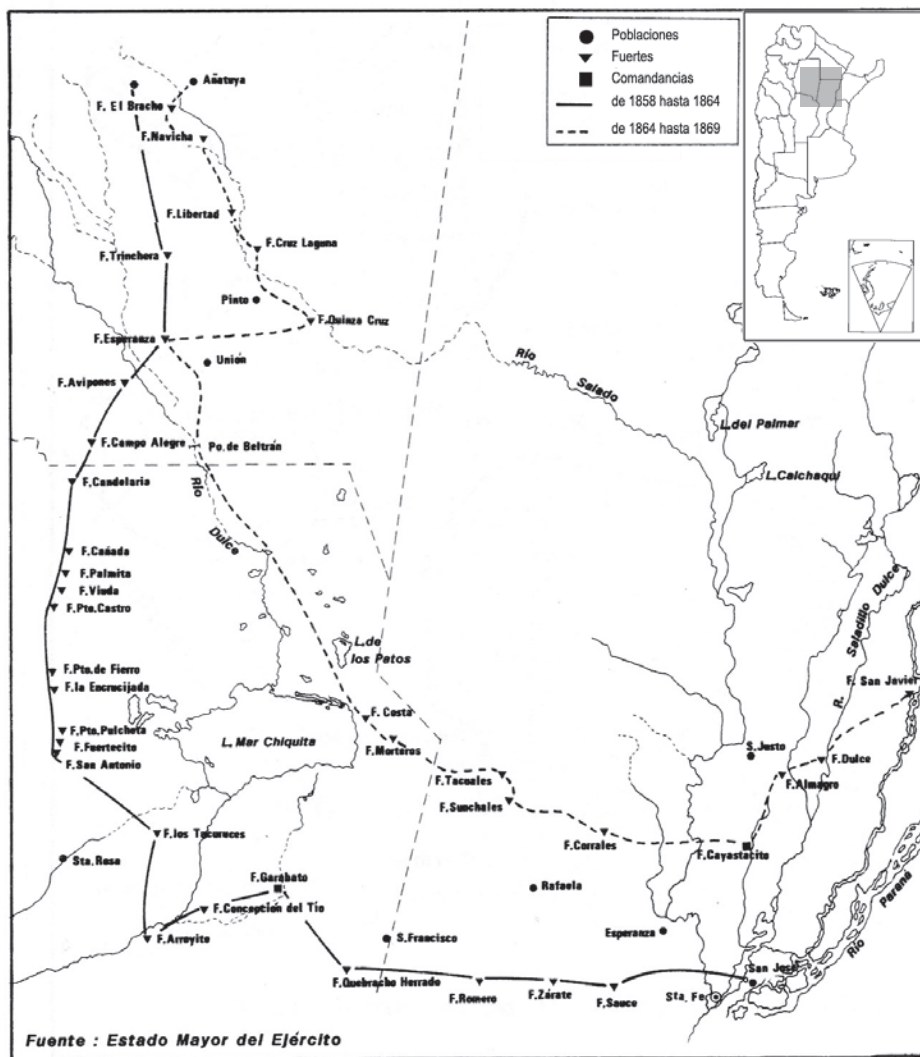 Poblaciones
Fuertes
Comandancias
de 1858 hasta 1864
de 1864 hasta 1869
Añatuya
F. El Bracho
F. Navicha
F. Libertad
F. Cruz Laguna
F. Trinchera
Pinto
F. Quinza Cruz
F. Esperanza
Unión
Río
Salado
F. Avipones
L. del Palmar
F. Campo Alegre
Po. de Beltrán
F. Candelaria
Río
Dulce
L. Calchaqui
F. Cañada
F. Palmita
F. Viuda
F. Pto. Castro
R. Saladillo Dulce
L. de
los Patos
F. Pto. de Fierro
F. la Encrucijada
F. San Javier
F. Costa
F. Pto. Pulcheta
F. Fuertecito
F. San Antonio
L. Mar Chiquita
F. Morteros
S. Justo
F. Dulce
F. Tacuales
F. Almagro
F. Sunchales
F. los Tucuruces
F. Corrales
F. Cayastacito
Sta. Rosa
F. Garabato
Rafaela
F. Concepción del Tío
Río Paraná
F. Arroyito
S. Francisco
Esperanza
F. Quebracho Herrado
San José
F. Romero
F. Zárate
F. Sauce
Sta. Fe
Fuente : Estado Mayor del Ejército